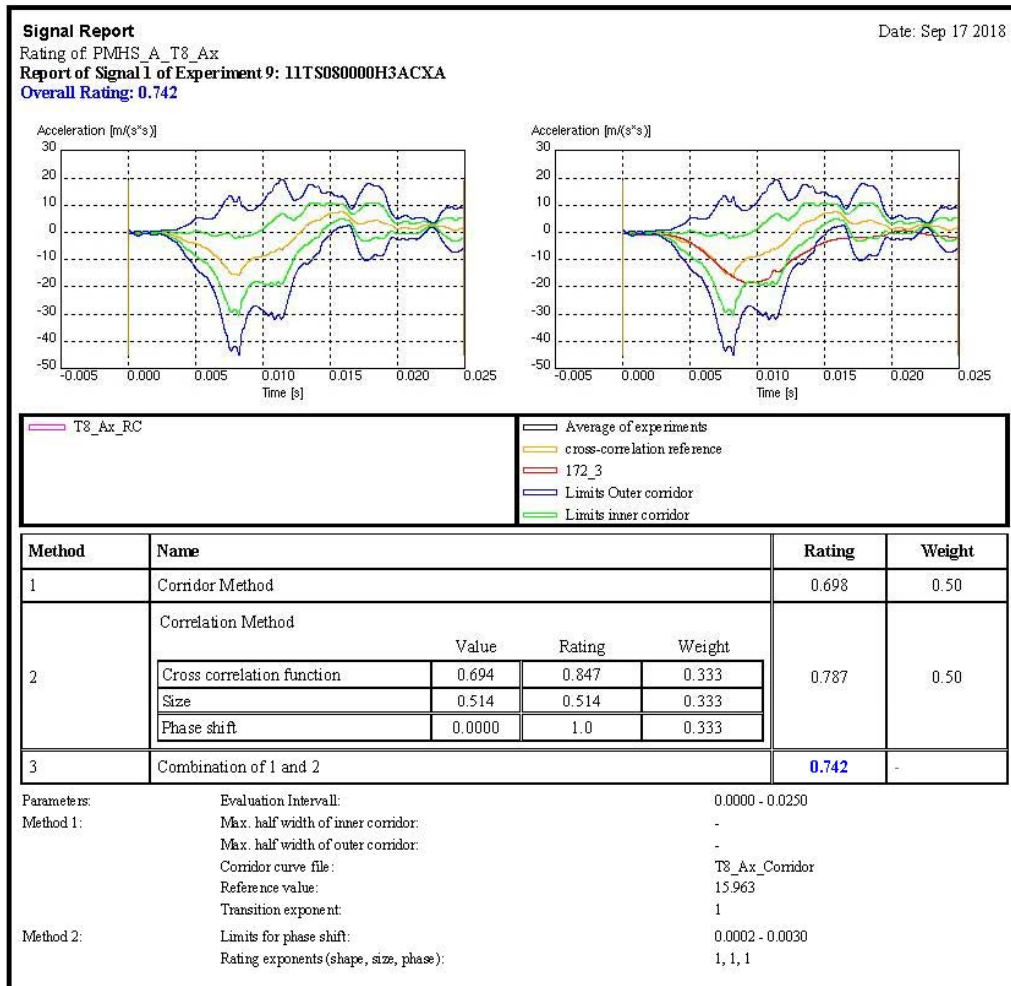 Signal Report
Date: Sep 17 2018
Rating of: PMHS_A_T8_Ax
Report of Signal 1 of Experiment 9: 11TS080000H3ACXA
Overall Rating: 0.742
Acceleration [m/(s*s)]
30
20
10
0
-10
-20
-30
-40
-50
-0.005 0.000 0.005 0.010 0.015 0.020 0.025
Time [s]
Acceleration [m/(s*s)]
30
20
10
0
-10
-20
-30
-40
-50
-0.005 0.000 0.005 0.010 0.015 0.020 0.025
Time [s]
T8_Ax_RC
Average of experiments
cross-correlation reference
172_3
Limits Outer corridor
Limits inner corridor
Method Name Rating Weight
1 Corridor Method 0.698 0.50
Correlation Method
Value Rating Weight
Cross correlation function 0.694 0.847 0.333
2 Size 0.514 0.514 0.333 0.787 0.50
Phase shift 0.0000 1.0 0.333
3 Combination of 1 and 2 0.742 -
Parameters: Evaluation Intervall: 0.0000 - 0.0250
Method 1: Max. half width of inner corridor: -
Max. half width of outer corridor: -
Corridor curve file: T8_Ax_Corridor
Reference value: 15.963
Transition exponent: 1
Method 2: Limits for phase shift: 0.0002 - 0.0030
Rating exponents (shape, size, phase): 1, 1, 1